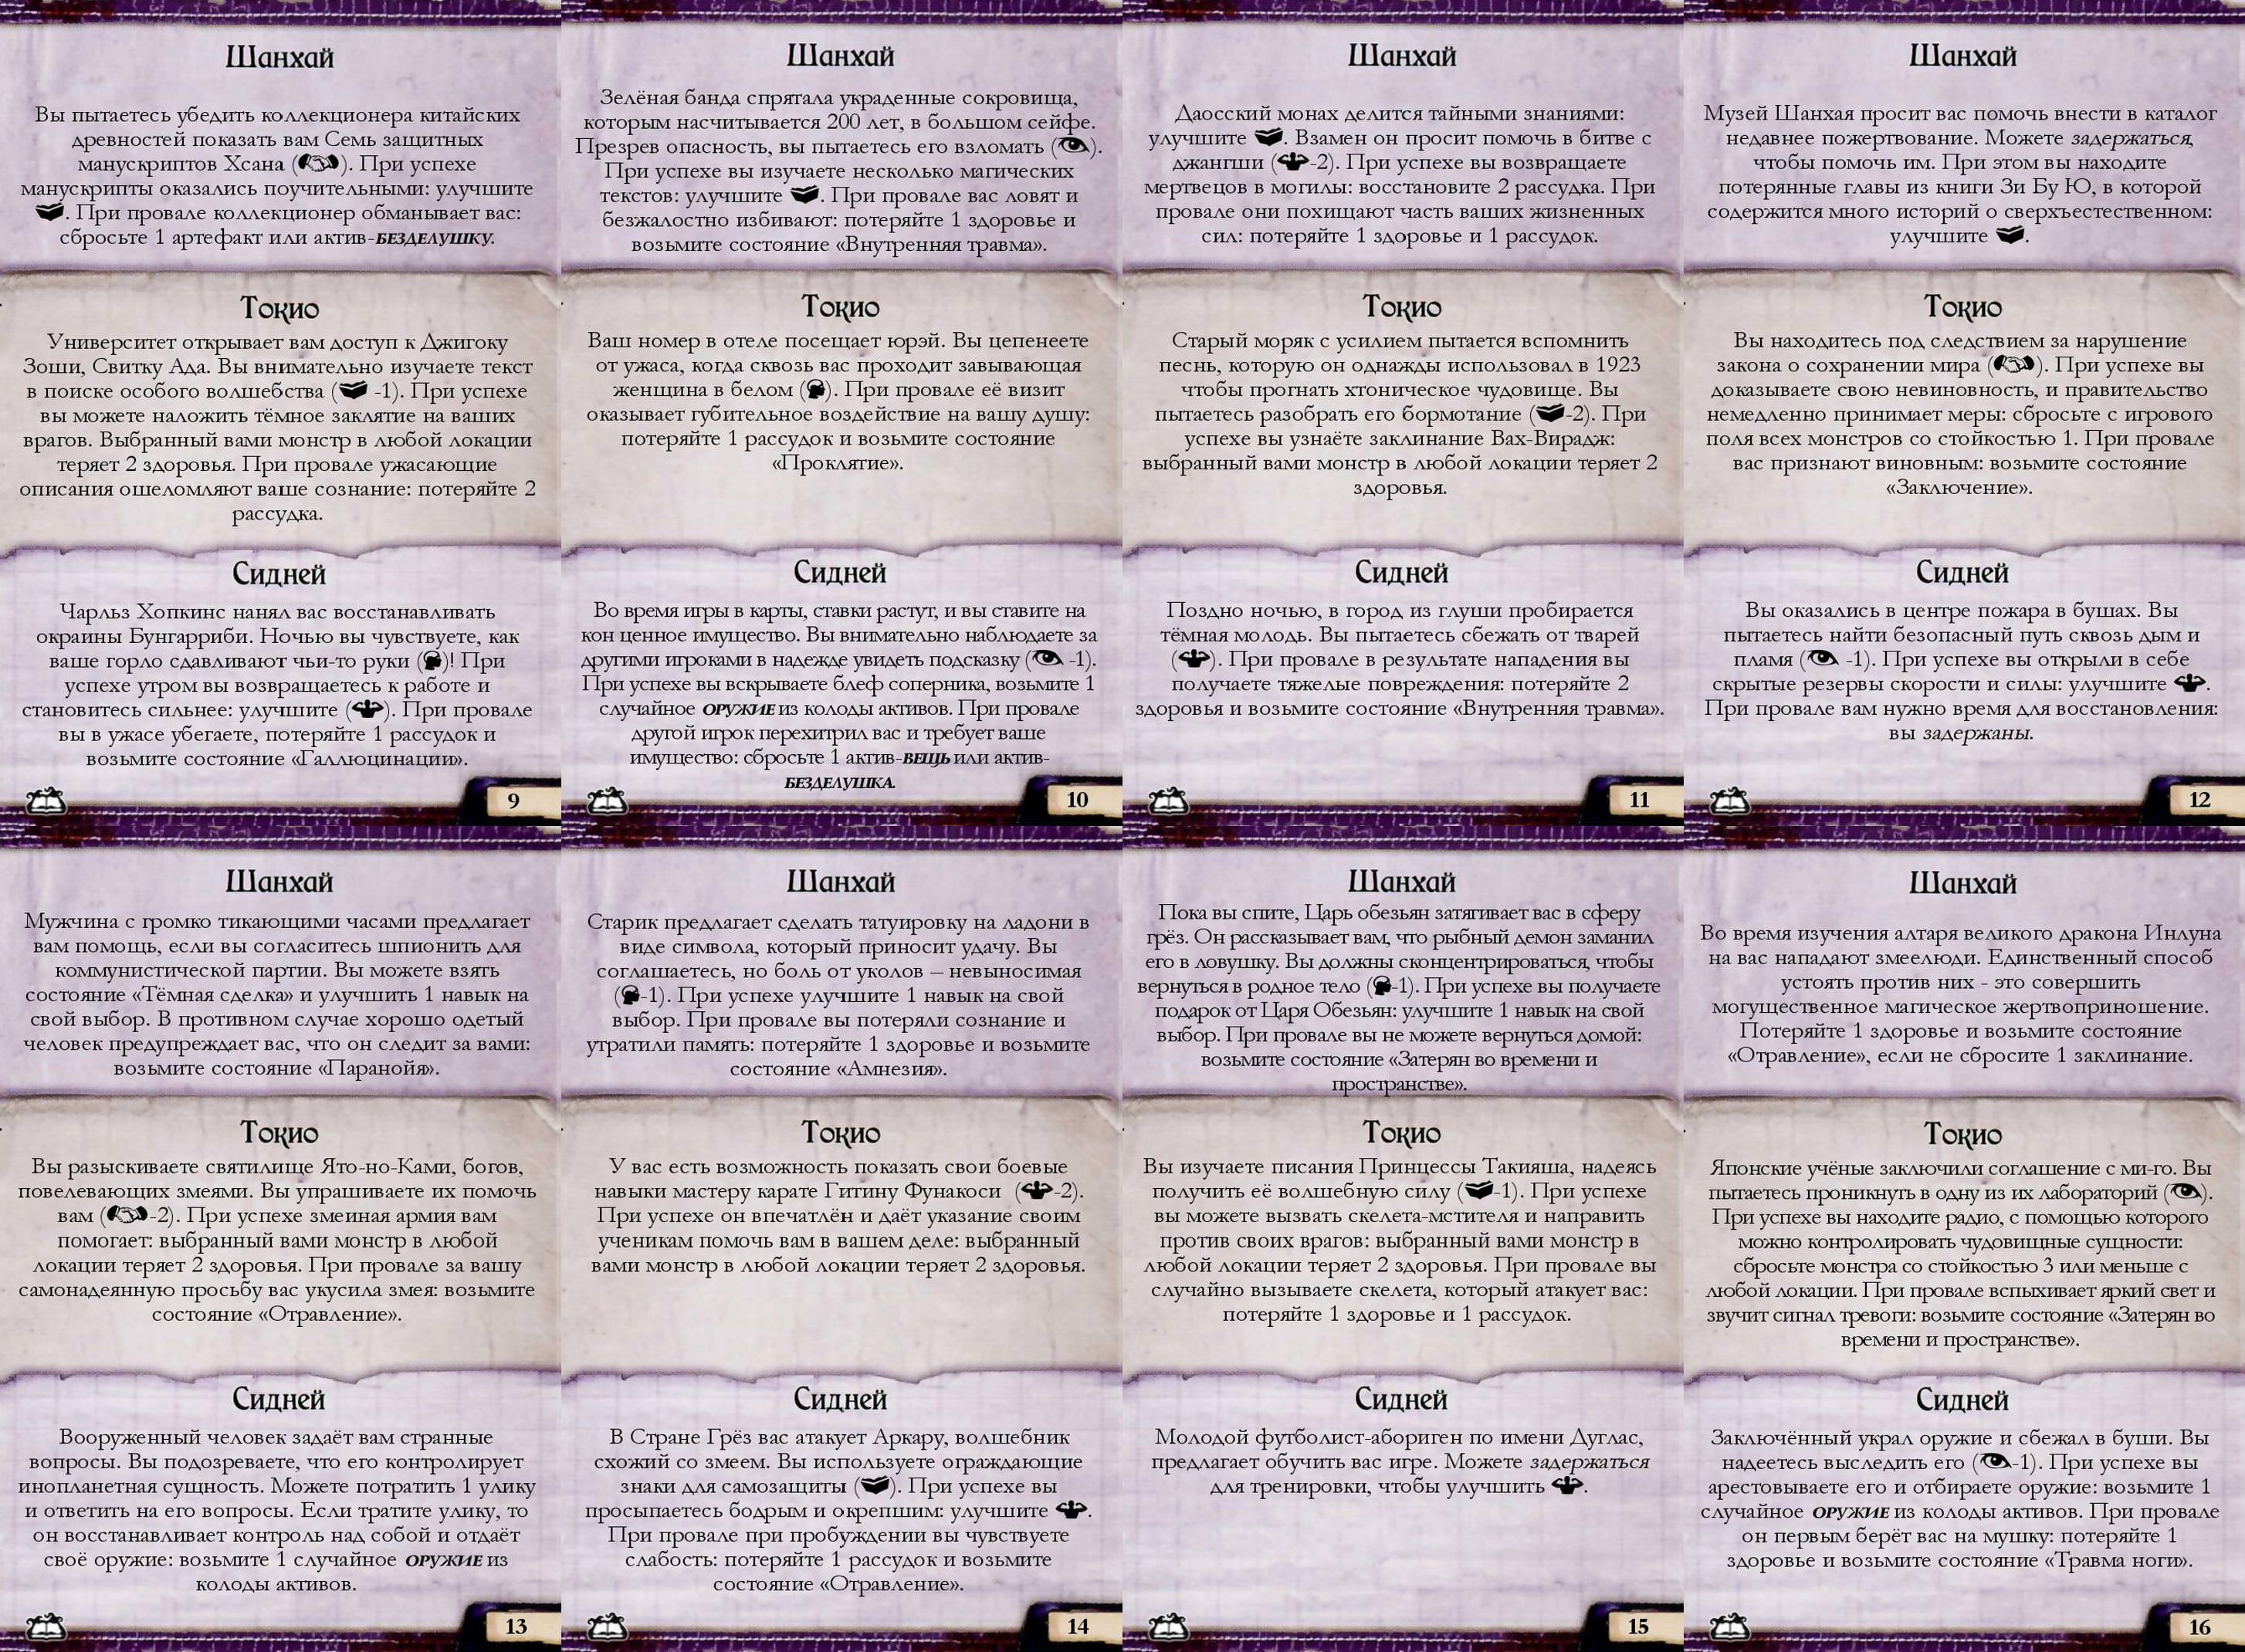 Шанхай
Вы пытаетесь убедить коллекционера китайских
древностей показать вам Семь защитных
манускриптов Хсана ( ). При успехе
манускрипты оказались поучительными: улучшите
. При провале коллекционер обманывает вас:
сбросьте 1 артефакт или актив-БЕЗДЕЛУШКУ.
Токио
Университет открывает вам доступ к Джигоку
Зоши, Свитку Ада. Вы внимательно изучаете текст
в поиске особого волшебства ( -1). При успехе
вы можете наложить тёмное заклятие на ваших
врагов. Выбранный вами монстр в любой локации
теряет 2 здоровья. При провале ужасающие
описания ошеломляют ваше сознание: потеряйте 2
рассудка.
Сидней
Чарльз Хопкинс нанял вас восстанавливать
окраины Бунгарриби. Ночью вы чувствуете, как
ваше горло сдавливают чьи-то руки ( )! При
успехе утром вы возвращаетесь к работе и
становитесь сильнее: улучшите ( ). При провале
вы в ужасе убегаете, потеряйте 1 рассудок и
возьмите состояние «Галлюцинации».
9
Шанхай
Зелёная банда спрятала украденные сокровища,
которым насчитывается 200 лет, в большом сейфе.
Презрев опасность, вы пытаетесь его взломать ( ).
При успехе вы изучаете несколько магических
текстов: улучшите . При провале вас ловят и
безжалостно избивают: потеряйте 1 здоровье и
возьмите состояние «Внутренняя травма».
Токио
Ваш номер в отеле посещает юрэй. Вы цепенеете
от ужаса, когда сквозь вас проходит завывающая
женщина в белом ( ). При провале её визит
оказывает губительное воздействие на вашу душу:
потеряйте 1 рассудок и возьмите состояние
«Проклятие».
Сидней
Во время игры в карты, ставки растут, и вы ставите на
кон ценное имущество. Вы внимательно наблюдаете за
другими игроками в надежде увидеть подсказку ( -1).
При успехе вы вскрываете блеф соперника, возьмите 1
случайное ОРУЖИЕ из колоды активов. При провале
другой игрок перехитрил вас и требует ваше
имущество: сбросьте 1 актив-ВЕЩЬ или актив-
БЕЗДЕЛУШКА.
10
Шанхай
Даосский монах делится тайными знаниями:
улучшите . Взамен он просит помочь в битве с
джангши ( -2). При успехе вы возвращаете
мертвецов в могилы: восстановите 2 рассудка. При
провале они похищают часть ваших жизненных
сил: потеряйте 1 здоровье и 1 рассудок.
Токио
Старый моряк с усилием пытается вспомнить
песнь, которую он однажды использовал в 1923
чтобы прогнать хтоническое чудовище. Вы
пытаетесь разобрать его бормотание ( -2). При
успехе вы узнаёте заклинание Вах-Вирадж:
выбранный вами монстр в любой локации теряет 2
здоровья.
Сидней
Поздно ночью, в город из глуши пробирается
тёмная молодь. Вы пытаетесь сбежать от тварей
( ). При провале в результате нападения вы
получаете тяжелые повреждения: потеряйте 2
здоровья и возьмите состояние «Внутренняя травма».
11
Шанхай
Музей Шанхая просит вас помочь внести в каталог
недавнее пожертвование. Можете задержаться,
чтобы помочь им. При этом вы находите
потерянные главы из книги Зи Бу Ю, в которой
содержится много историй о сверхъестественном:
улучшите .
Токио
Вы находитесь под следствием за нарушение
закона о сохранении мира ( ). При успехе вы
доказываете свою невиновность, и правительство
немедленно принимает меры: сбросьте с игрового
поля всех монстров со стойкостью 1. При провале
вас признают виновным: возьмите состояние
«Заключение».
Сидней
Вы оказались в центре пожара в бушах. Вы
пытаетесь найти безопасный путь сквозь дым и
пламя ( -1). При успехе вы открыли в себе
скрытые резервы скорости и силы: улучшите .
При провале вам нужно время для восстановления:
вы задержаны.
12
Шанхай
Мужчина с громко тикающими часами предлагает
вам помощь, если вы согласитесь шпионить для
коммунистической партии. Вы можете взять
состояние «Тёмная сделка» и улучшить 1 навык на
свой выбор. В противном случае хорошо одетый
человек предупреждает вас, что он следит за вами:
возьмите состояние «Паранойя».
Токио
Вы разыскиваете святилище Ято-но-Ками, богов,
повелевающих змеями. Вы упрашиваете их помочь
вам ( -2). При успехе змеиная армия вам
помогает: выбранный вами монстр в любой
локации теряет 2 здоровья. При провале за вашу
самонадеянную просьбу вас укусила змея: возьмите
состояние «Отравление».
Сидней
Вооруженный человек задаёт вам странные
вопросы. Вы подозреваете, что его контролирует
инопланетная сущность. Можете потратить 1 улику
и ответить на его вопросы. Если тратите улику, то
он восстанавливает контроль над собой и отдаёт
своё оружие: возьмите 1 случайное ОРУЖИЕ из
колоды активов.
13
Шанхай
Старик предлагает сделать татуировку на ладони в
виде символа, который приносит удачу. Вы
соглашаетесь, но боль от уколов – невыносимая
( -1). При успехе улучшите 1 навык на свой
выбор. При провале вы потеряли сознание и
утратили память: потеряйте 1 здоровье и возьмите
состояние «Амнезия».
Токио
У вас есть возможность показать свои боевые
навыки мастеру карате Гитину Фунакоси ( -2).
При успехе он впечатлён и даёт указание своим
ученикам помочь вам в вашем деле: выбранный
вами монстр в любой локации теряет 2 здоровья.
Сидней
В Стране Грёз вас атакует Аркару, волшебник
схожий со змеем. Вы используете ограждающие
знаки для самозащиты ( ). При успехе вы
просыпаетесь бодрым и окрепшим: улучшите .
При провале при пробуждении вы чувствуете
слабость: потеряйте 1 рассудок и возьмите
состояние «Отравление».
14
Шанхай
Пока вы спите, Царь обезьян затягивает вас в сферу
грёз. Он рассказывает вам, что рыбный демон заманил
его в ловушку. Вы должны сконцентрироваться, чтобы
вернуться в родное тело ( -1). При успехе вы получаете
подарок от Царя Обезьян: улучшите 1 навык на свой
выбор. При провале вы не можете вернуться домой:
возьмите состояние «Затерян во времени и
пространстве».
Токио
Вы изучаете писания Принцессы Такияша, надеясь
получить её волшебную силу ( -1). При успехе
вы можете вызвать скелета-мстителя и направить
против своих врагов: выбранный вами монстр в
любой локации теряет 2 здоровья. При провале вы
случайно вызываете скелета, который атакует вас:
потеряйте 1 здоровье и 1 рассудок.
Сидней
Молодой футболист-абориген по имени Дуглас,
предлагает обучить вас игре. Можете задержаться
для тренировки, чтобы улучшить .
15
Шанхай
Во время изучения алтаря великого дракона Инлуна
на вас нападают змеелюди. Единственный способ
устоять против них - это совершить
могущественное магическое жертвоприношение.
Потеряйте 1 здоровье и возьмите состояние
«Отравление», если не сбросите 1 заклинание.
Токио
Японские учёные заключили соглашение с ми-го. Вы
пытаетесь проникнуть в одну из их лабораторий ( ).
При успехе вы находите радио, с помощью которого
можно контролировать чудовищные сущности:
сбросьте монстра со стойкостью 3 или меньше с
любой локации. При провале вспыхивает яркий свет и
звучит сигнал тревоги: возьмите состояние «Затерян во
времени и пространстве».
Сидней
Заключённый украл оружие и сбежал в буши. Вы
надеетесь выследить его ( -1). При успехе вы
арестовываете его и отбираете оружие: возьмите 1
случайное ОРУЖИЕ из колоды активов. При провале
он первым берёт вас на мушку: потеряйте 1
здоровье и возьмите состояние «Травма ноги».
16